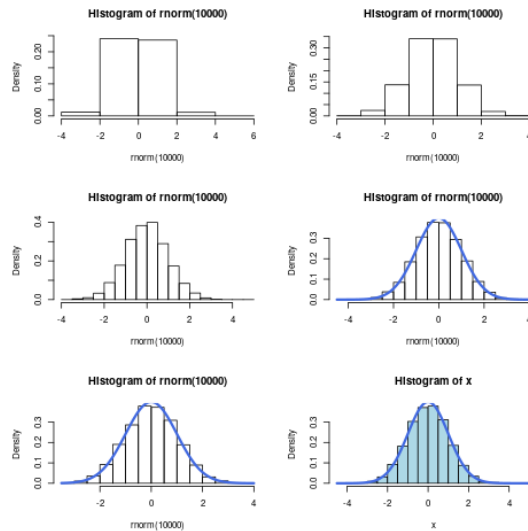 Histogram of rnorm(10000)
Density
0.00 0.10 0.20
-4 -2 0 2 4 6
rnorm(10000)
Histogram of rnorm(10000)
Density
0.00 0.15 0.30
-4 -2 0 2 4
rnorm(10000)
Histogram of rnorm(10000)
Density
0.0 0.2 0.4
-4 -2 0 2 4
rnorm(10000)
Histogram of rnorm(10000)
Density
0.0 0.1 0.2 0.3
-4 -2 0 2 4
rnorm(10000)
Histogram of rnorm(10000)
Density
0.0 0.1 0.2 0.3
-4 -2 0 2 4
rnorm(10000)
Histogram of x
Density
0.0 0.1 0.2 0.3
-4 -2 0 2 4
x